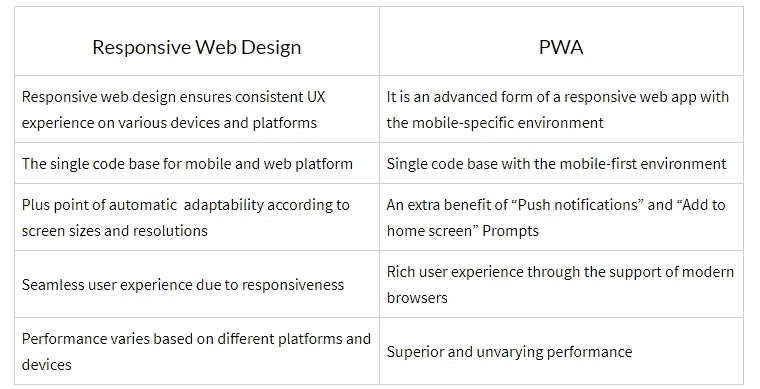 Responsive Web Design
PWA
Responsive web design ensures consistent UX
experience on various devices and platforms
It is an advanced form of a responsive web app with
the mobile-specific environment
The single code base for mobile and web platform
Single code base with the mobile-first environment
Plus point of automatic adaptability according to
screen sizes and resolutions
An extra benefit of “Push notifications” and “Add to
home screen” Prompts
Seamless user experience due to responsiveness
Rich user experience through the support of modern
browsers
Performance varies based on different platforms and
devices
Superior and unvarying performance